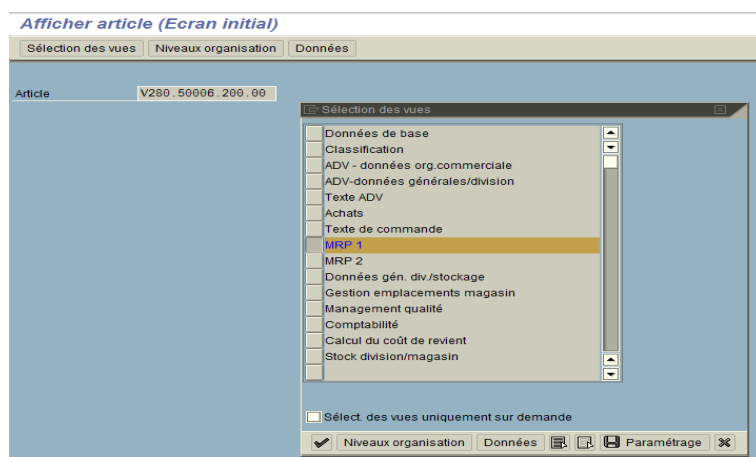 Afficher article (Ecran initial)
Sélection des vues Niveaux organisation Données
Article V280.50006.200.00
Sélection des vues
Données de base
Classification
ADV - données org.commerciale
ADV-données générales/division
Texte ADV
Achats
Texte de commande
MRP 1
MRP 2
Données gén. div./stockage
Gestion emplacements magasin
Management qualité
Comptabilité
Calcul du coût de revient
Stock division/magasin
Sélect. des vues uniquement sur demande
Niveaux organisation Données Paramétrage